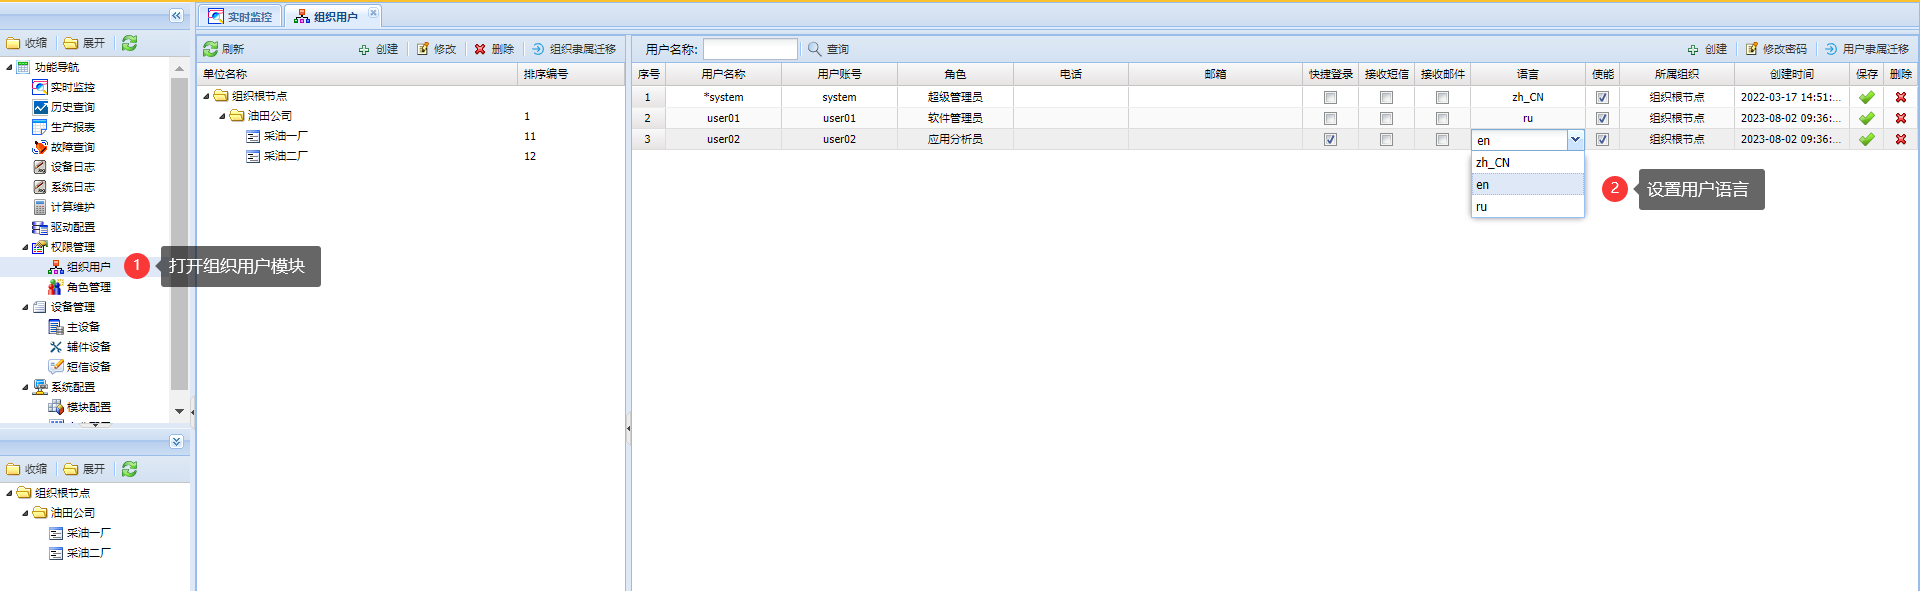 实时监控
组织用户
收缩 展开
功能导航
实时监控
历史查询
生产报表
故障查询
设备日志
系统日志
计算维护
驱动配置
权限管理
组织用户
角色管理
设备管理
主设备
辅件设备
短信设备
系统配置
模块配置
1 打开组织用户模块
收缩 展开
组织根节点
油田公司
采油一厂
采油二厂
刷新 创建 修改 删除 组织隶属迁移
单位名称 排序编号
组织根节点
油田公司 1
采油一厂 11
采油二厂 12
用户名称: 查询 创建 修改密码 用户隶属迁移
序号 用户名称 用户账号 角色 电话 邮箱 快捷登录 接收短信 接收邮件 语言 使能 所属组织 创建时间 保存 删除
1 *system system 超级管理员 zh_CN 组织根节点 2022-03-17 14:51:...
2 user01 user01 软件管理员 ru 组织根节点 2023-08-02 09:36:...
3 user02 user02 应用分析员 en 组织根节点 2023-08-02 09:36:...
zh_CN
en
ru
2 设置用户语言